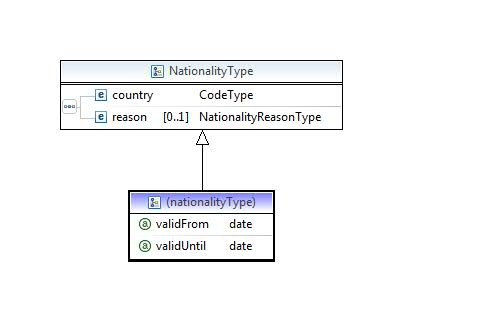 NationalityType
e country CodeType
e reason [0..1] NationalityReasonType
(nationalityType)
a validFrom date
a validUntil date